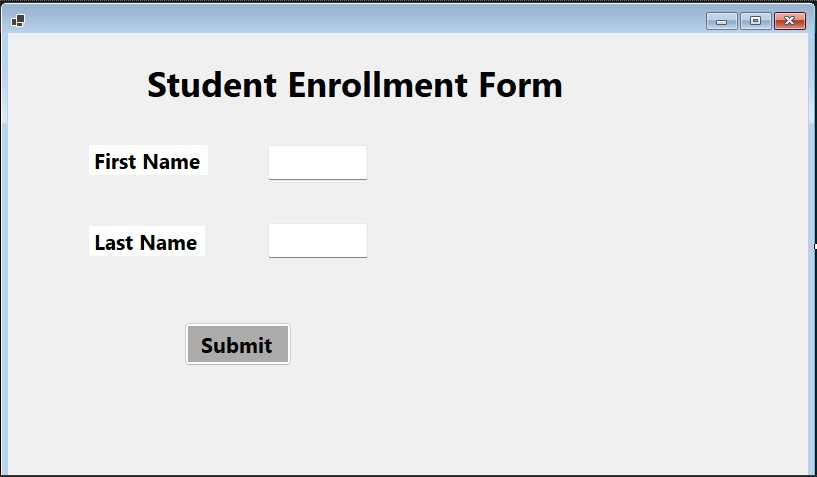 Student Enrollment Form
First Name
Last Name
Submit